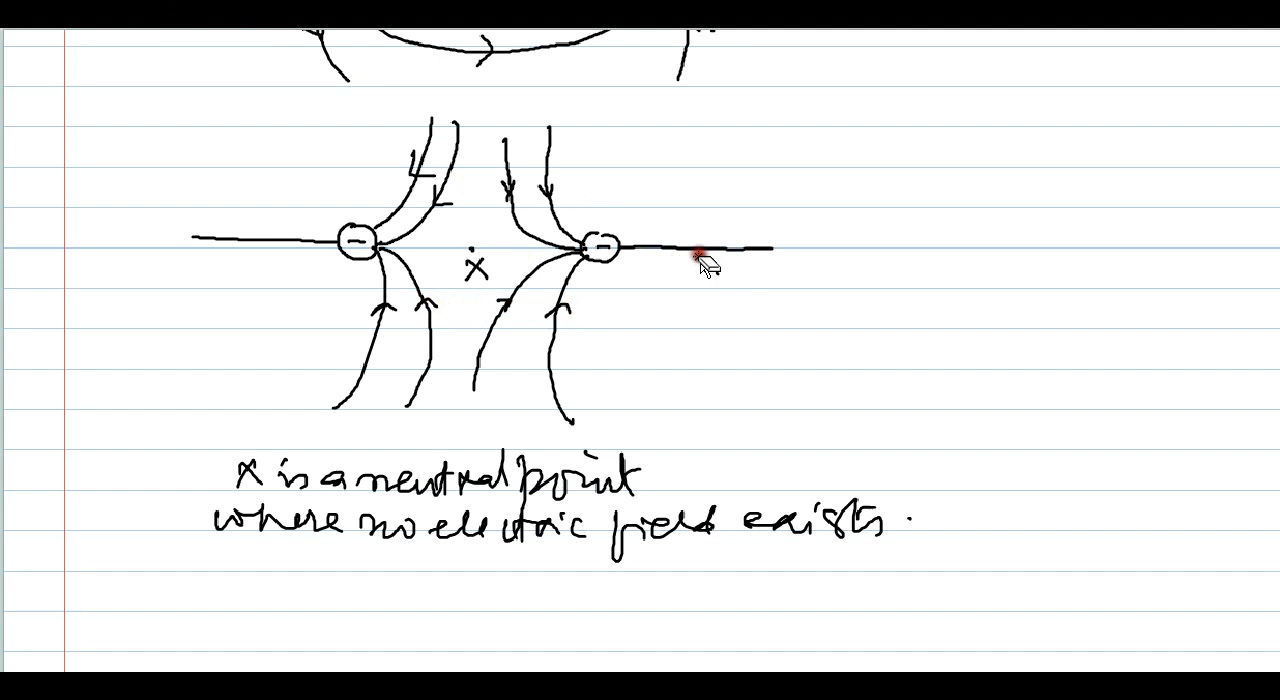 -
-
X
X is a neutral point
where no electric field exists.